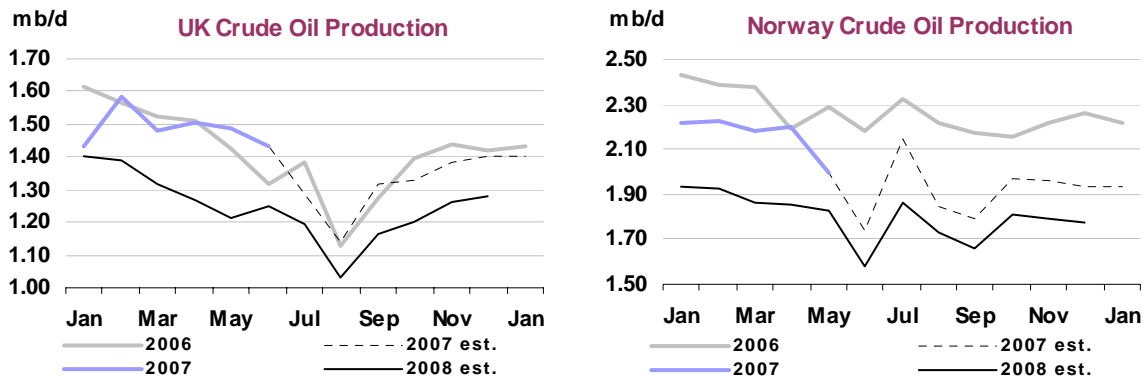 mb/d
UK Crude Oil Production
1.70
1.60
1.50
1.40
1.30
1.20
1.10
1.00
Jan Mar May Jul Sep Nov Jan
2006 2007 est.
2007 2008 est.
mb/d
Norway Crude Oil Production
2.50
2.30
2.10
1.90
1.70
1.50
Jan Mar May Jul Sep Nov Jan
2006 2007 est.
2007 2008 est.